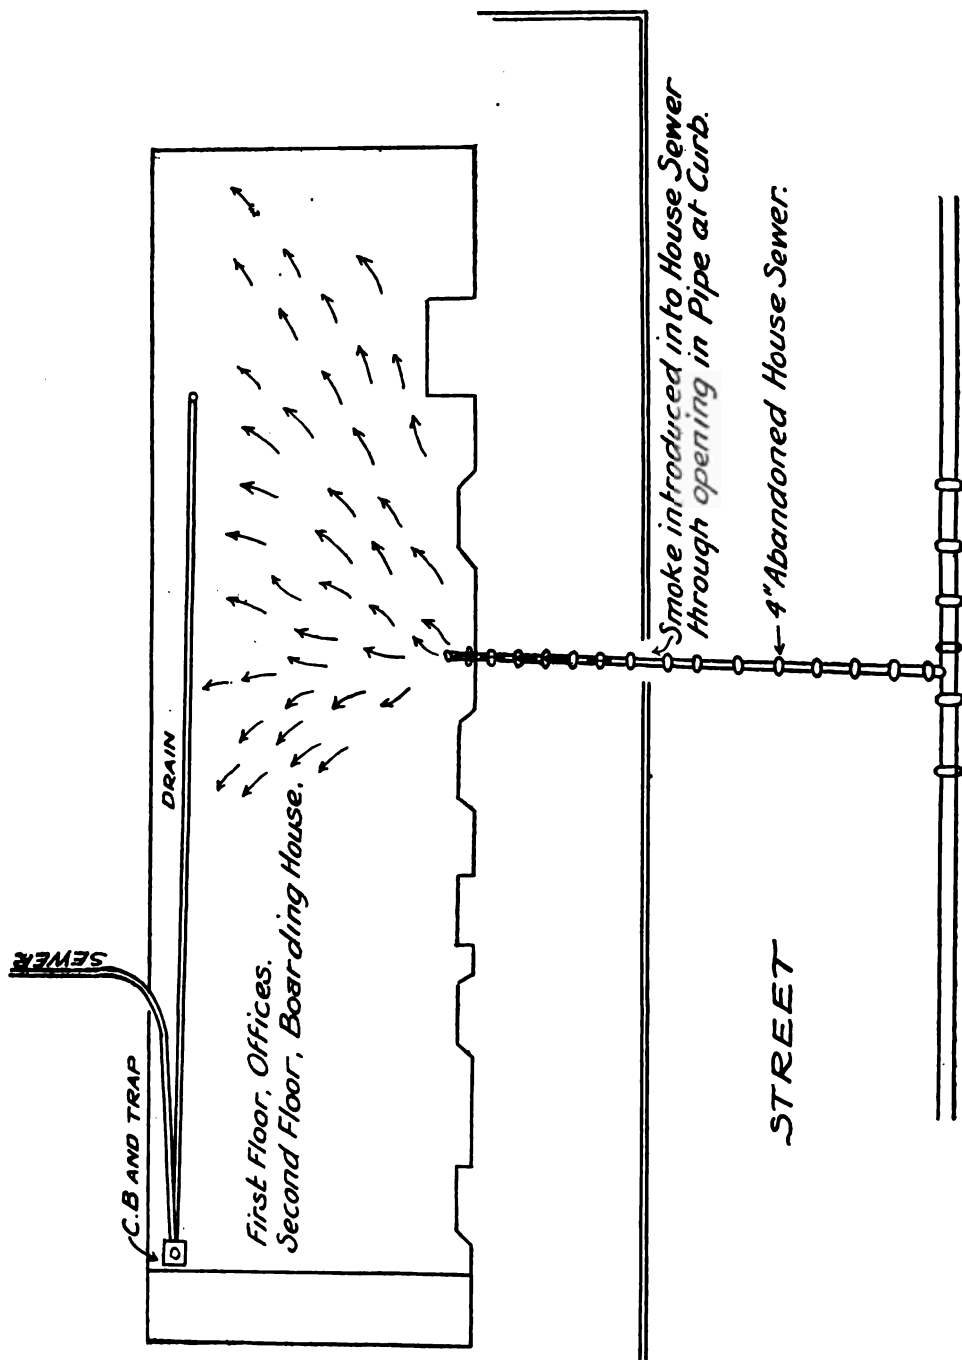 SEWER
C.B AND TRAP
DRAIN
First Floor, Offices.
Second Floor, Boarding House.
Smoke introduced into House Sewer
through opening in Pipe at Curb.
4" Abandoned House Sewer.
STREET